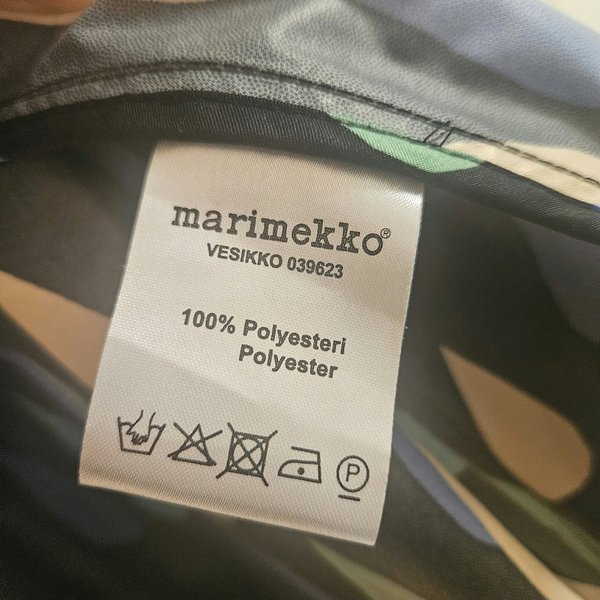 marimekko®
VESIKKO 039623
100% Polyesteri
Polyester
P